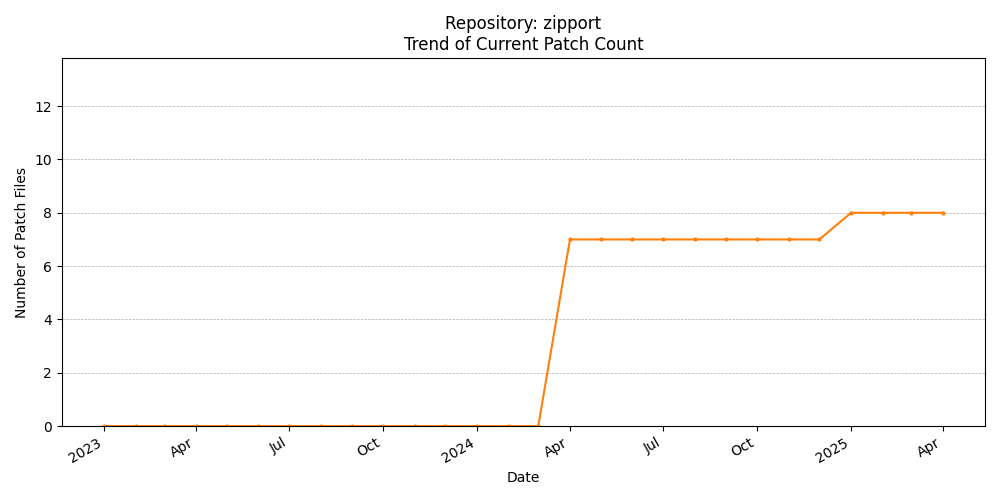 Repository: zipport
Trend of Current Patch Count
Number of Patch Files
12
10
8
6
4
2
0
2023
Apr
Jul
Oct
2024
Apr
Jul
Oct
2025
Apr
Date